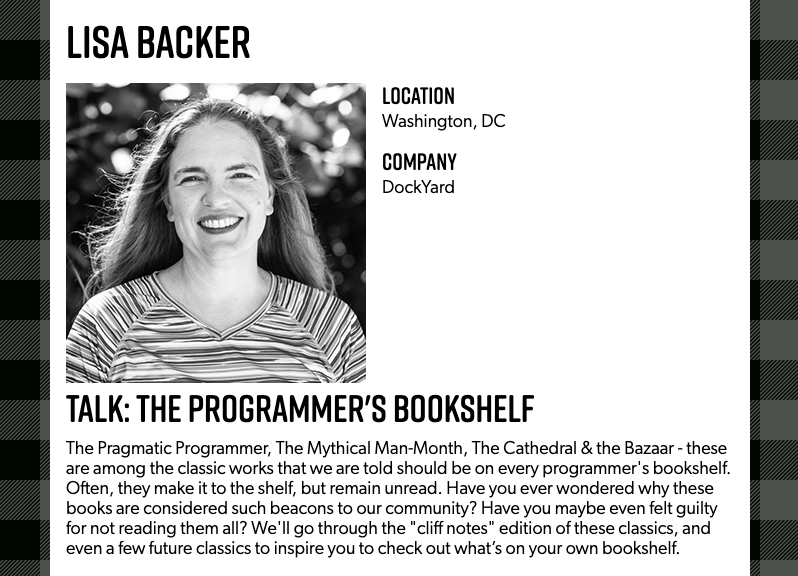 LISA BACKER
LOCATION
Washington, DC
COMPANY
DockYard
TALK: THE PROGRAMMER'S BOOKSHELF
The Pragmatic Programmer, The Mythical Man-Month, The Cathedral & the Bazaar - these
are among the classic works that we are told should be on every programmer's bookshelf.
Often, they make it to the shelf, but remain unread. Have you ever wondered why these
books are considered such beacons to our community? Have you maybe even felt guilty
for not reading them all? We'll go through the "cliff notes" edition of these classics, and
even a few future classics to inspire you to check out what’s on your own bookshelf.